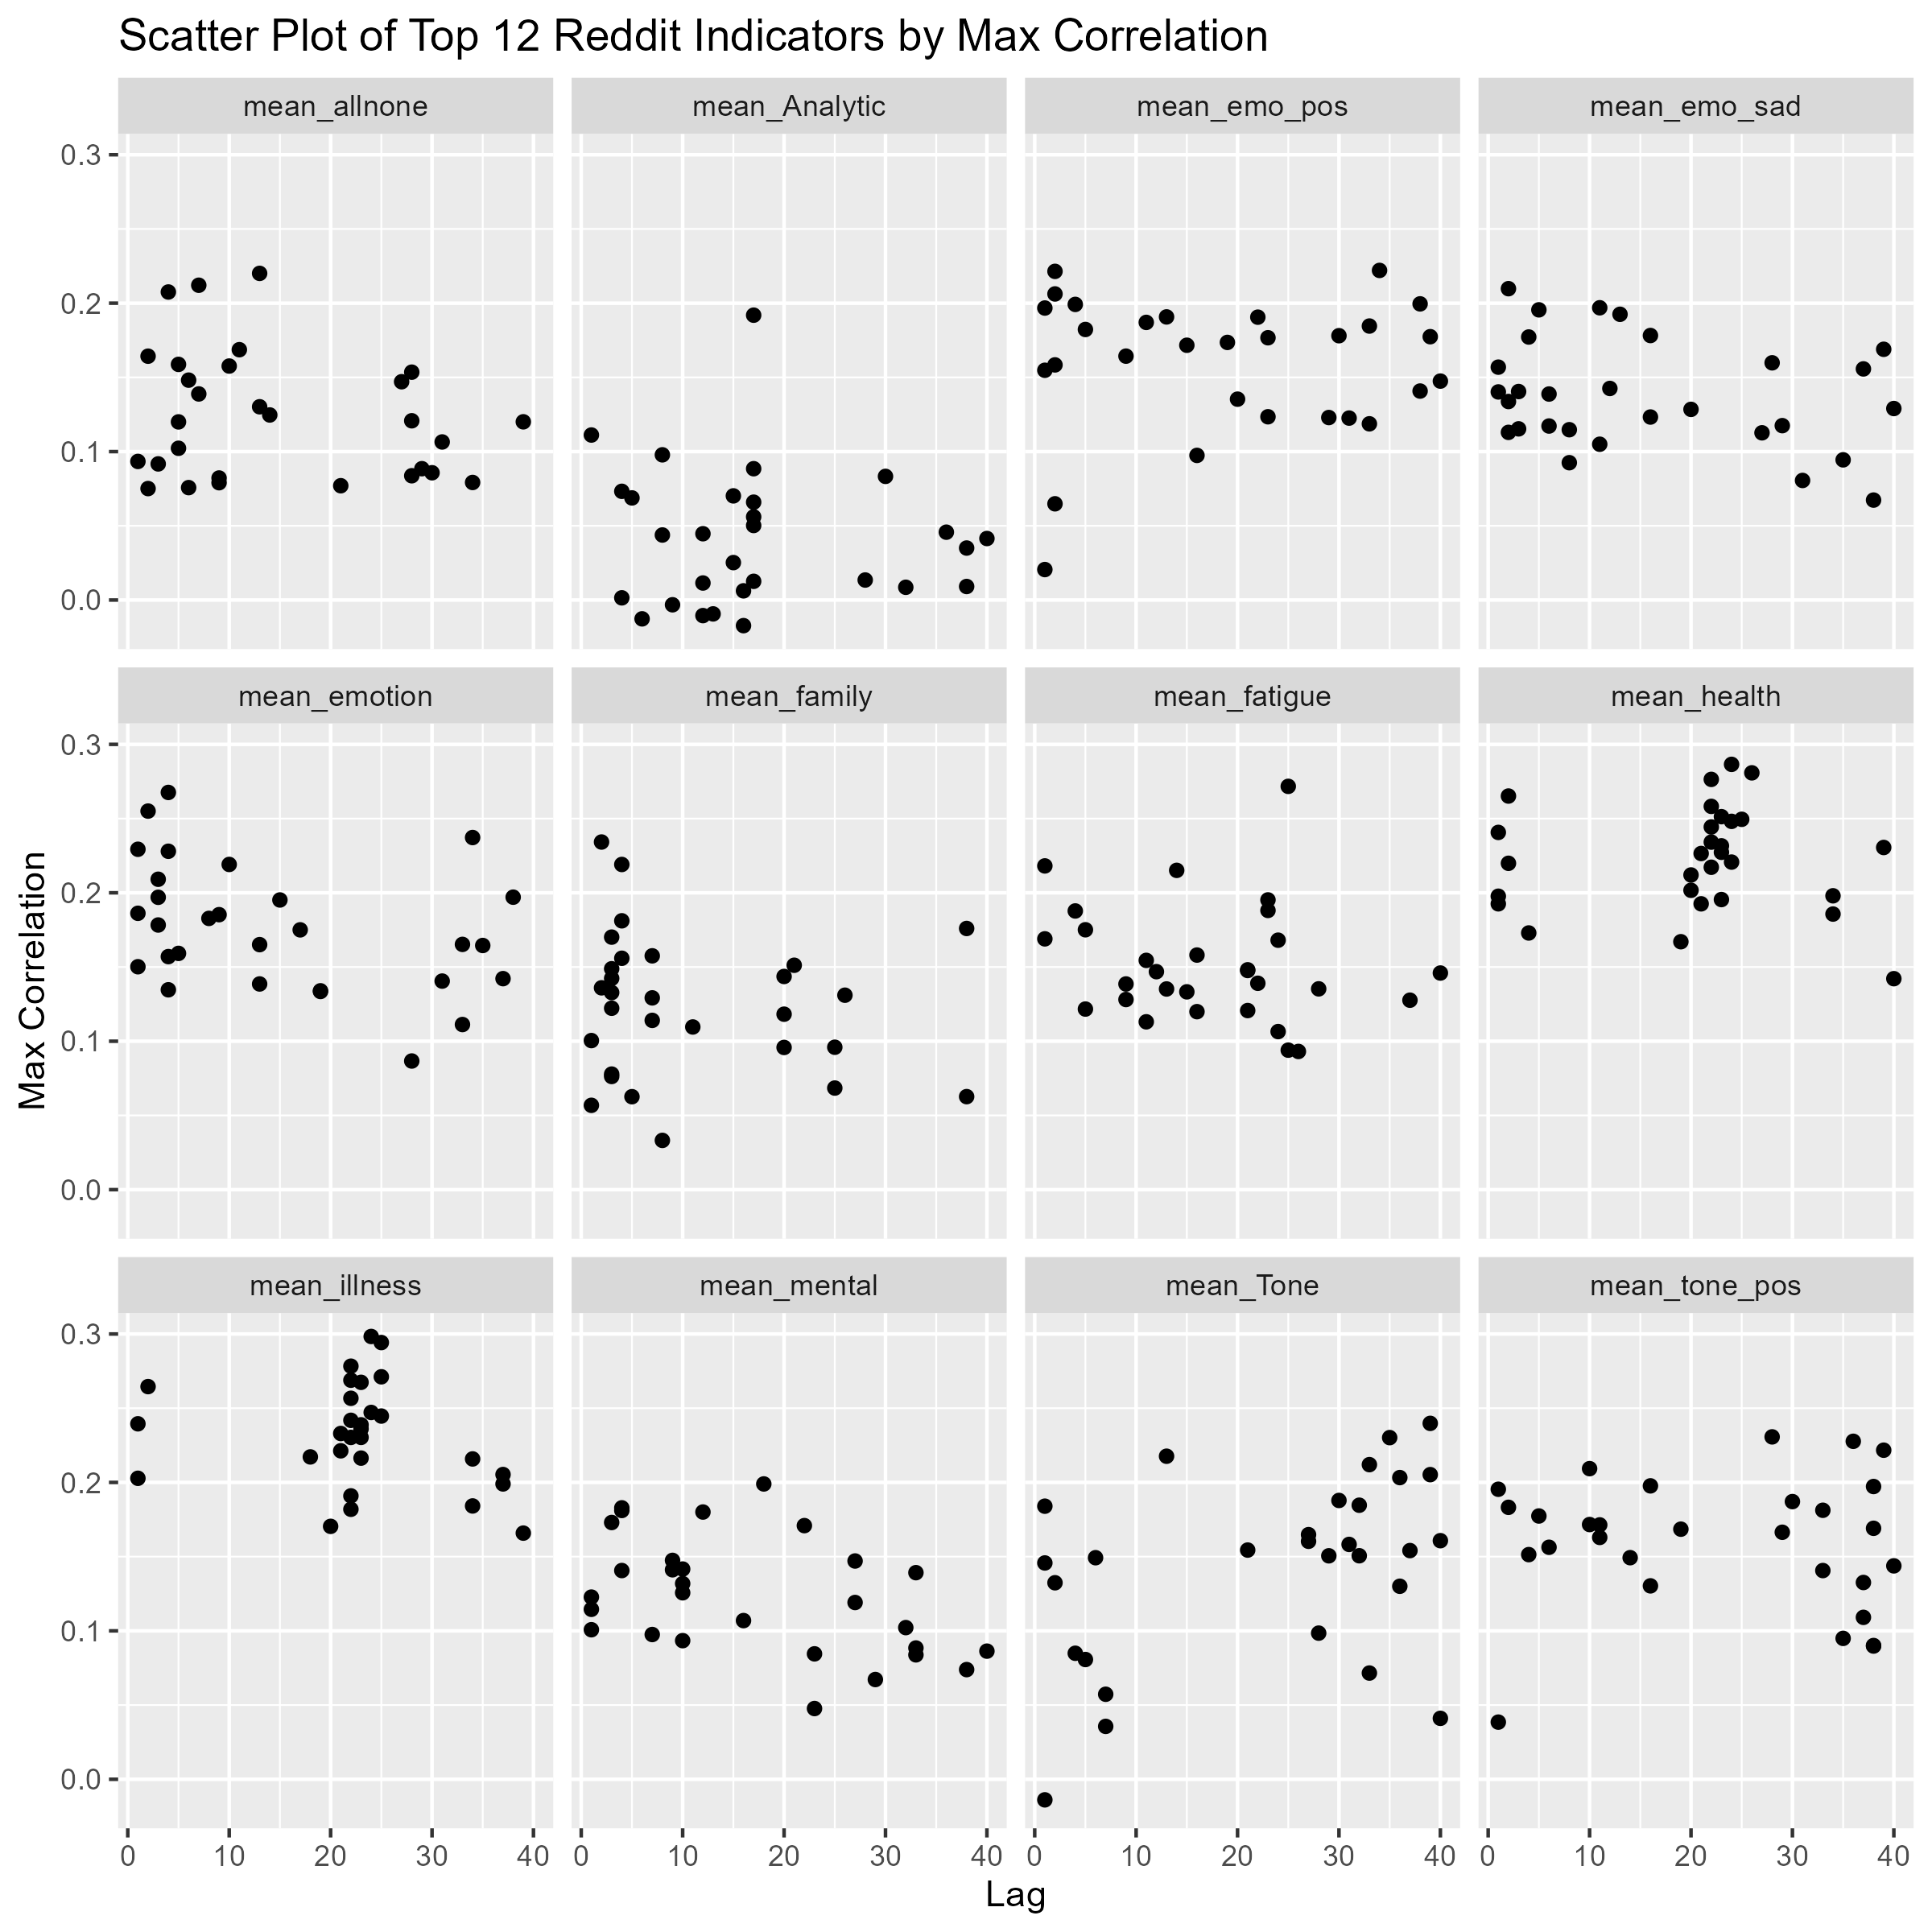 Scatter Plot of Top 12 Reddit Indicators by Max Correlation
mean_allnone
mean_Analytic
mean_emo_pos
mean_emo_sad
0.3
0.2
0.1
0.0
mean_emotion
mean_family
mean_fatigue
mean_health
0.3
0.2
0.1
0.0
Max Correlation
mean_illness
mean_mental
mean_Tone
mean_tone_pos
0.3
0.2
0.1
0.0
0 10 20 30 40
0 10 20 30 40
0 10 20 30 40
0 10 20 30 40
Lag